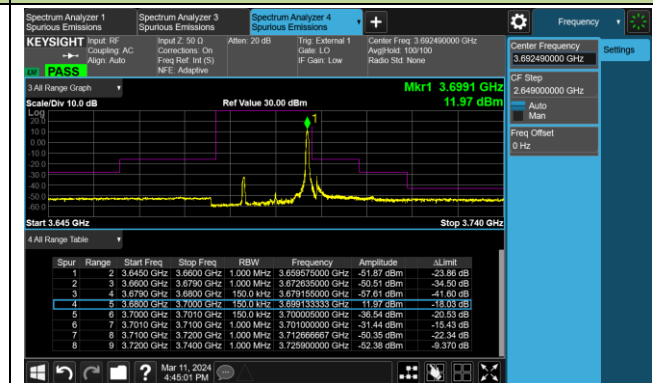 Spectrum Analyzer 1
Spurious Emissions
Spectrum Analyzer 3
Spurious Emissions
Spectrum Analyzer 4
Spurious Emissions
Frequency
KEYSIGHT
Input: RF
Coupling: AC
Align: Auto
Input Z: 50 Ω
Corrections: On
Freq Ref: Int (S)
NFE: Adaptive
Atten: 20 dB
Trig: External 1
Gate: LO
IF Gain: Low
Center Freq: 3.692490000 GHz
Avg|Hold: 100/100
Radio Std: None
PASS
Center Frequency
3.692490000 GHz
Settings
CF Step
2.649000000 GHz
Auto
Man
Freq Offset
0 Hz
3 All Range Graph
Mkr1 3.6991 GHz
Scale/Div 10.0 dB
Ref Value 30.00 dBm
11.97 dBm
Log
20.0
10.0
0.00
-10.0
-20.0
-30.0
-40.0
-50.0
-60.0
1
Start 3.645 GHz
Stop 3.740 GHz
4 All Range Table
Spur Range Start Freq Stop Freq RBW Frequency Amplitude ΔLimit
1 2 3.6450 GHz 3.6600 GHz 1.000 MHz 3.659575000 GHz -51.87 dBm -23.86 dB
2 3 3.6600 GHz 3.6790 GHz 1.000 MHz 3.672635000 GHz -50.51 dBm -34.50 dB
3 4 3.6790 GHz 3.6800 GHz 150.0 kHz 3.679155000 GHz -57.61 dBm -41.60 dB
4 5 3.6800 GHz 3.7000 GHz 150.0 kHz 3.699133333 GHz 11.97 dBm -18.03 dB
5 6 3.7000 GHz 3.7010 GHz 150.0 kHz 3.700005000 GHz -36.54 dBm -20.53 dB
6 7 3.7010 GHz 3.7100 GHz 1.000 MHz 3.701000000 GHz -31.44 dBm -15.43 dB
7 8 3.7100 GHz 3.7200 GHz 1.000 MHz 3.712666667 GHz -50.35 dBm -22.34 dB
8 9 3.7200 GHz 3.7400 GHz 1.000 MHz 3.725900000 GHz -52.38 dBm -9.370 dB
Mar 11, 2024
4:45:01 PM